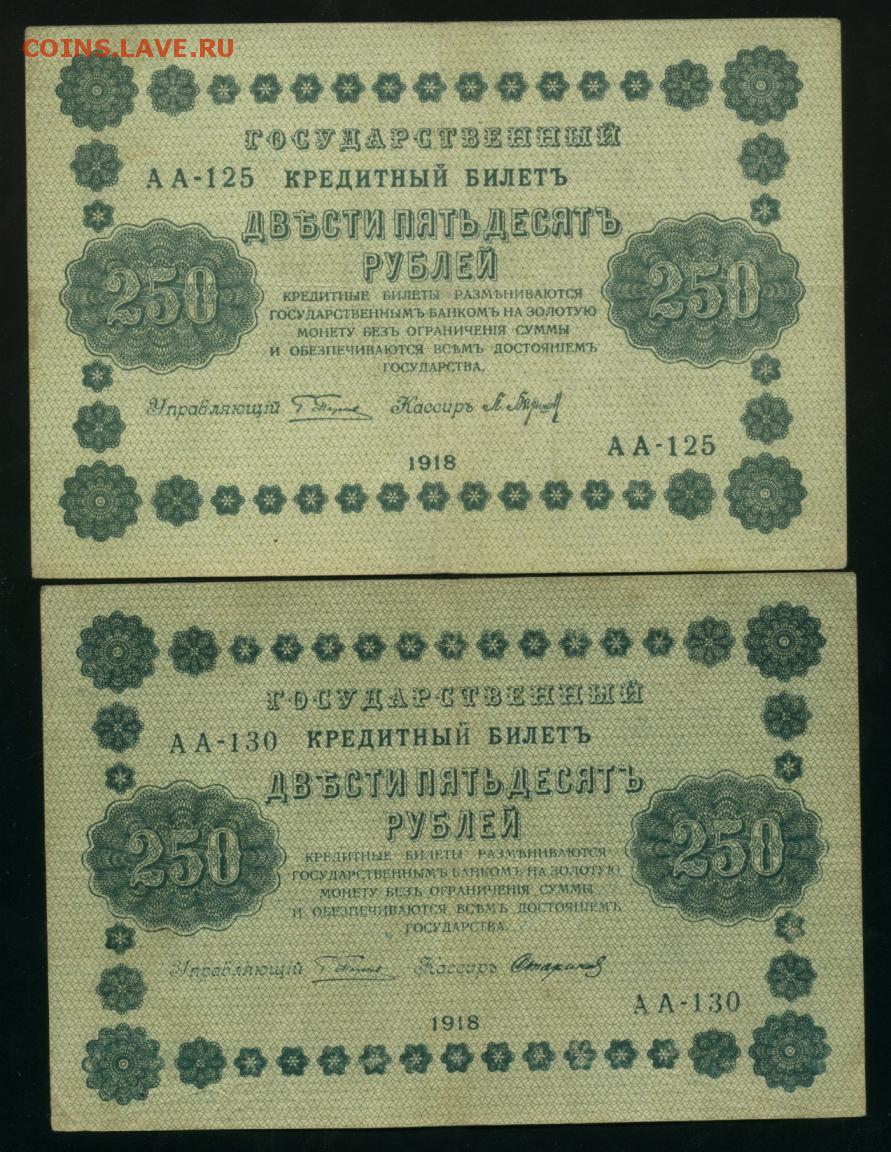 COINS.LAVE.RU
ГОСУДАРСТВЕННЫЙ
АА-125 КРЕДИТНЫЙ БИЛЕТЪ
ДВѢСТИ ПЯТЬДЕСЯТЪ
РУБЛЕЙ
250 250
КРЕДИТНЫЕ БИЛЕТЫ РАЗМѢНИВАЮТСЯ
ГОСУДАРСТВЕННЫМЪ БАНКОМЪ НА ЗОЛОТУЮ
МОНЕТУ БЕЗЪ ОГРАНИЧЕНІЯ СУММЫ
И ОБЕЗПЕЧИВАЮТСЯ ВСѢМЪ ДОСТОЯНІЕМЪ
ГОСУДАРСТВА.
Управляющій Кассиръ
АА-125
1918
ГОСУДАРСТВЕННЫЙ
АА-130 КРЕДИТНЫЙ БИЛЕТЪ
ДВѢСТИ ПЯТЬДЕСЯТЪ
РУБЛЕЙ
250 250
КРЕДИТНЫЕ БИЛЕТЫ РАЗМѢНИВАЮТСЯ
ГОСУДАРСТВЕННЫМЪ БАНКОМЪ НА ЗОЛОТУЮ
МОНЕТУ БЕЗЪ ОГРАНИЧЕНІЯ СУММЫ
И ОБЕЗПЕЧИВАЮТСЯ ВСѢМЪ ДОСТОЯНІЕМЪ
ГОСУДАРСТВА.
Управляющій Кассиръ Стариков
АА-130
1918